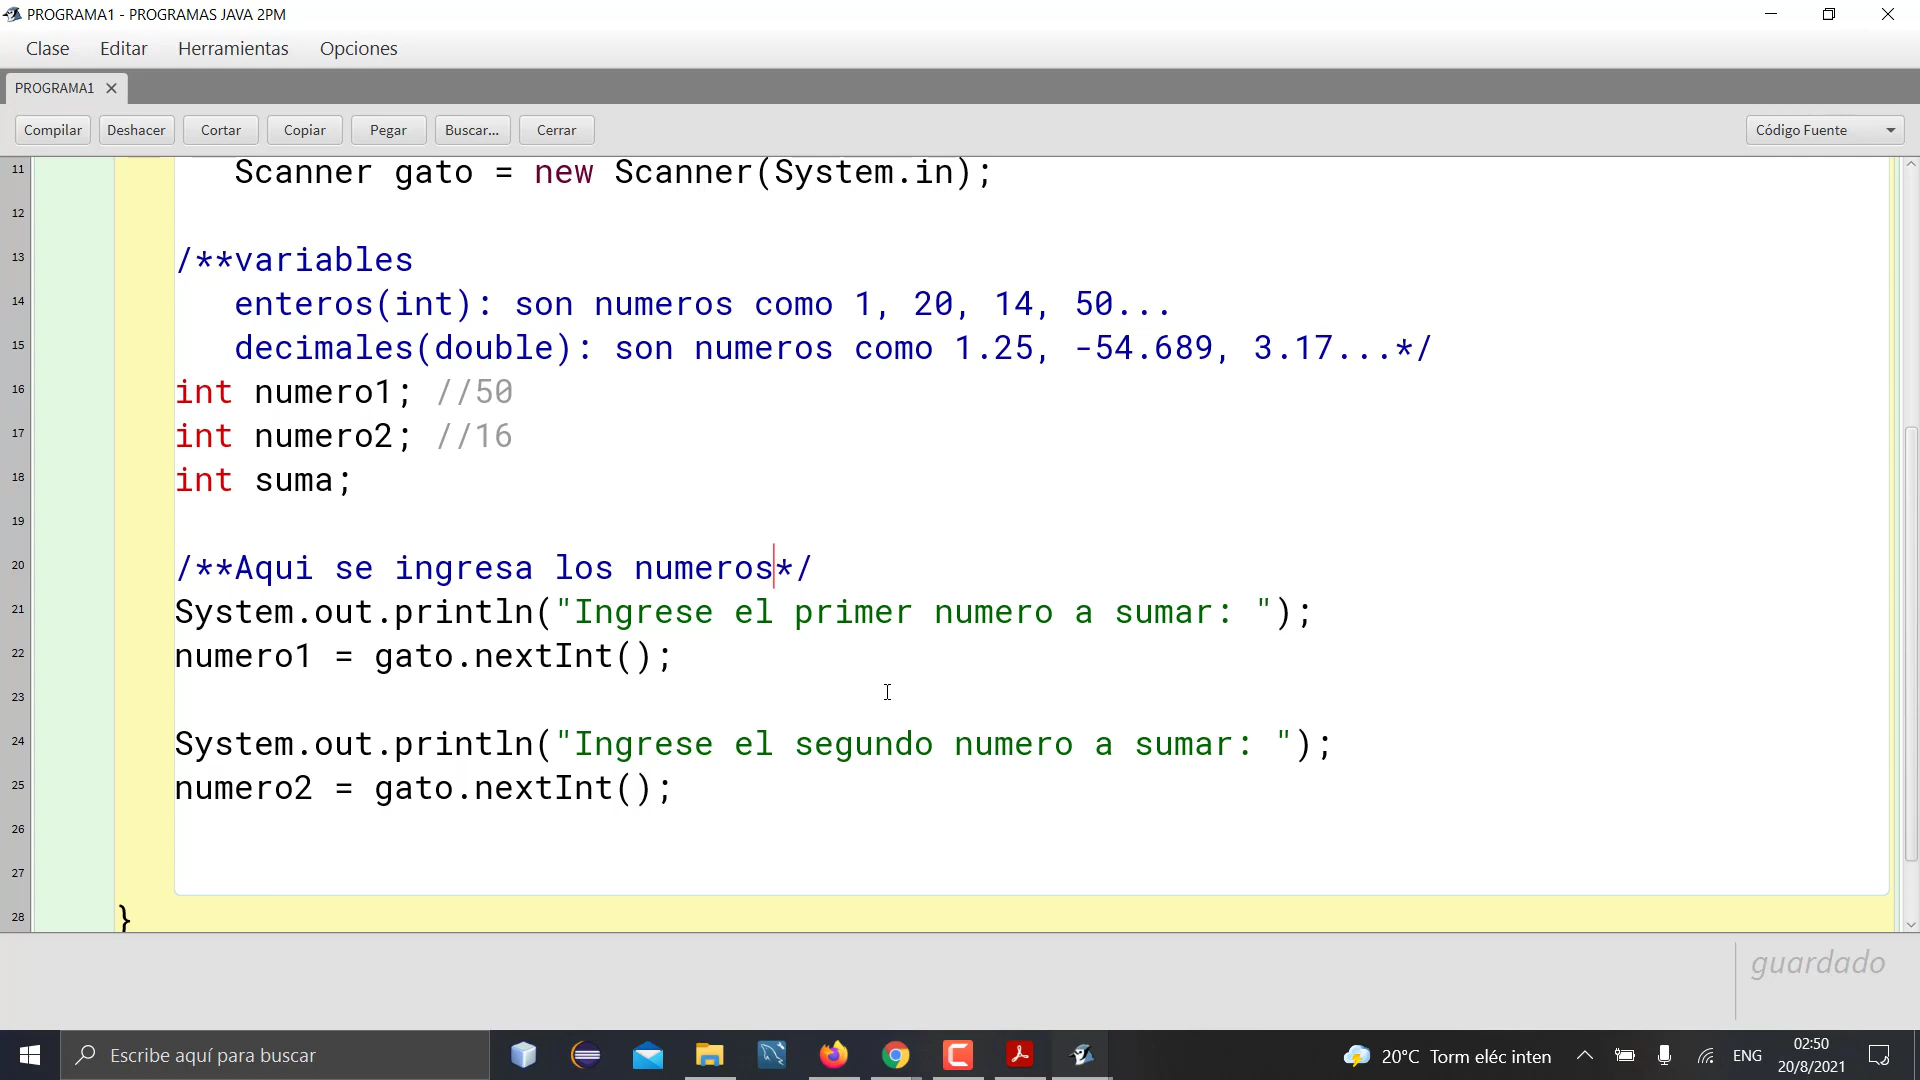 PROGRAMA1 - PROGRAMAS JAVA 2PM
Clase Editar Herramientas Opciones
PROGRAMA1
Compilar Deshacer Cortar Copiar Pegar Buscar... Cerrar Código Fuente
11 Scanner gato = new Scanner(System.in);
12
13 /**variables
14 enteros(int): son numeros como 1, 20, 14, 50...
15 decimales(double): son numeros como 1.25, -54.689, 3.17...*/
16 int numero1; //50
17 int numero2; //16
18 int suma;
19
20 /**Aqui se ingresa los numeros*/
21 System.out.println("Ingrese el primer numero a sumar: ");
22 numero1 = gato.nextInt();
23
24 System.out.println("Ingrese el segundo numero a sumar: ");
25 numero2 = gato.nextInt();
26
27
28 }
guardado
Escribe aquí para buscar
20°C Torm eléc inten
ENG
02:50
20/8/2021